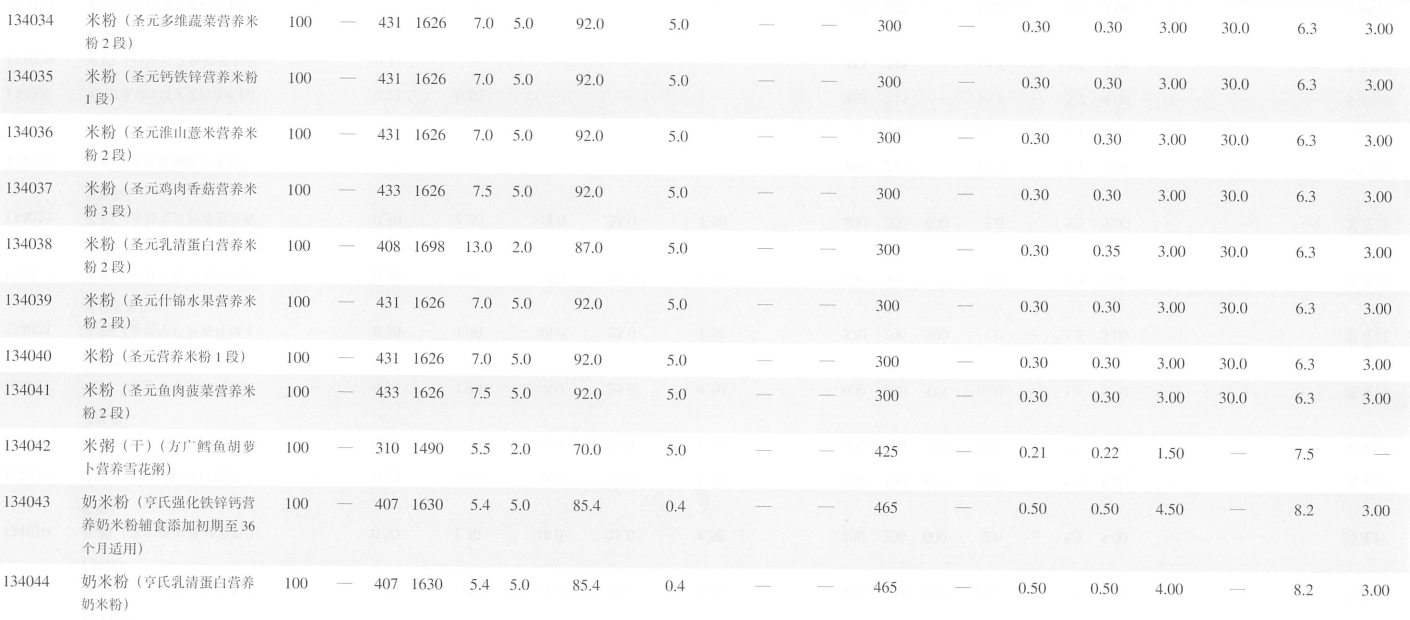 134034 米粉（圣元多维蔬菜营养米 100 — 431 1626 7.0 5.0 92.0 5.0 — — 300 — 0.30 0.30 3.00 30.0 6.3 3.00
粉2段）
134035 米粉（圣元钙铁锌营养米粉 100 — 431 1626 7.0 5.0 92.0 5.0 — — 300 — 0.30 0.30 3.00 30.0 6.3 3.00
1段）
134036 米粉（圣元淮山薏米营养米 100 — 431 1626 7.0 5.0 92.0 5.0 — — 300 — 0.30 0.30 3.00 30.0 6.3 3.00
粉2段）
134037 米粉（圣元鸡肉香菇营养米 100 — 433 1626 7.5 5.0 92.0 5.0 — — 300 — 0.30 0.30 3.00 30.0 6.3 3.00
粉3段）
134038 米粉（圣元乳清蛋白营养米 100 — 408 1698 13.0 2.0 87.0 5.0 — — 300 — 0.30 0.35 3.00 30.0 6.3 3.00
粉2段）
134039 米粉（圣元什锦水果营养米 100 — 431 1626 7.0 5.0 92.0 5.0 — — 300 — 0.30 0.30 3.00 30.0 6.3 3.00
粉2段）
134040 米粉（圣元营养米粉1段） 100 — 431 1626 7.0 5.0 92.0 5.0 — — 300 — 0.30 0.30 3.00 30.0 6.3 3.00
134041 米粉（圣元鱼肉菠菜营养米 100 — 433 1626 7.5 5.0 92.0 5.0 — — 300 — 0.30 0.30 3.00 30.0 6.3 3.00
粉2段）
134042 米粥（干）（方广鳕鱼胡萝 100 — 310 1490 5.5 2.0 70.0 5.0 — — 425 — 0.21 0.22 1.50 — 7.5 —
卜营养雪花粥）
134043 奶米粉（亨氏强化铁锌钙营 100 — 407 1630 5.4 5.0 85.4 0.4 — — 465 — 0.50 0.50 4.50 — 8.2 3.00
养奶米粉辅食添加初期至36
个月适用）
134044 奶米粉（亨氏乳清蛋白营养 100 — 407 1630 5.4 5.0 85.4 0.4 — — 465 — 0.50 0.50 4.00 — 8.2 3.00
奶米粉）